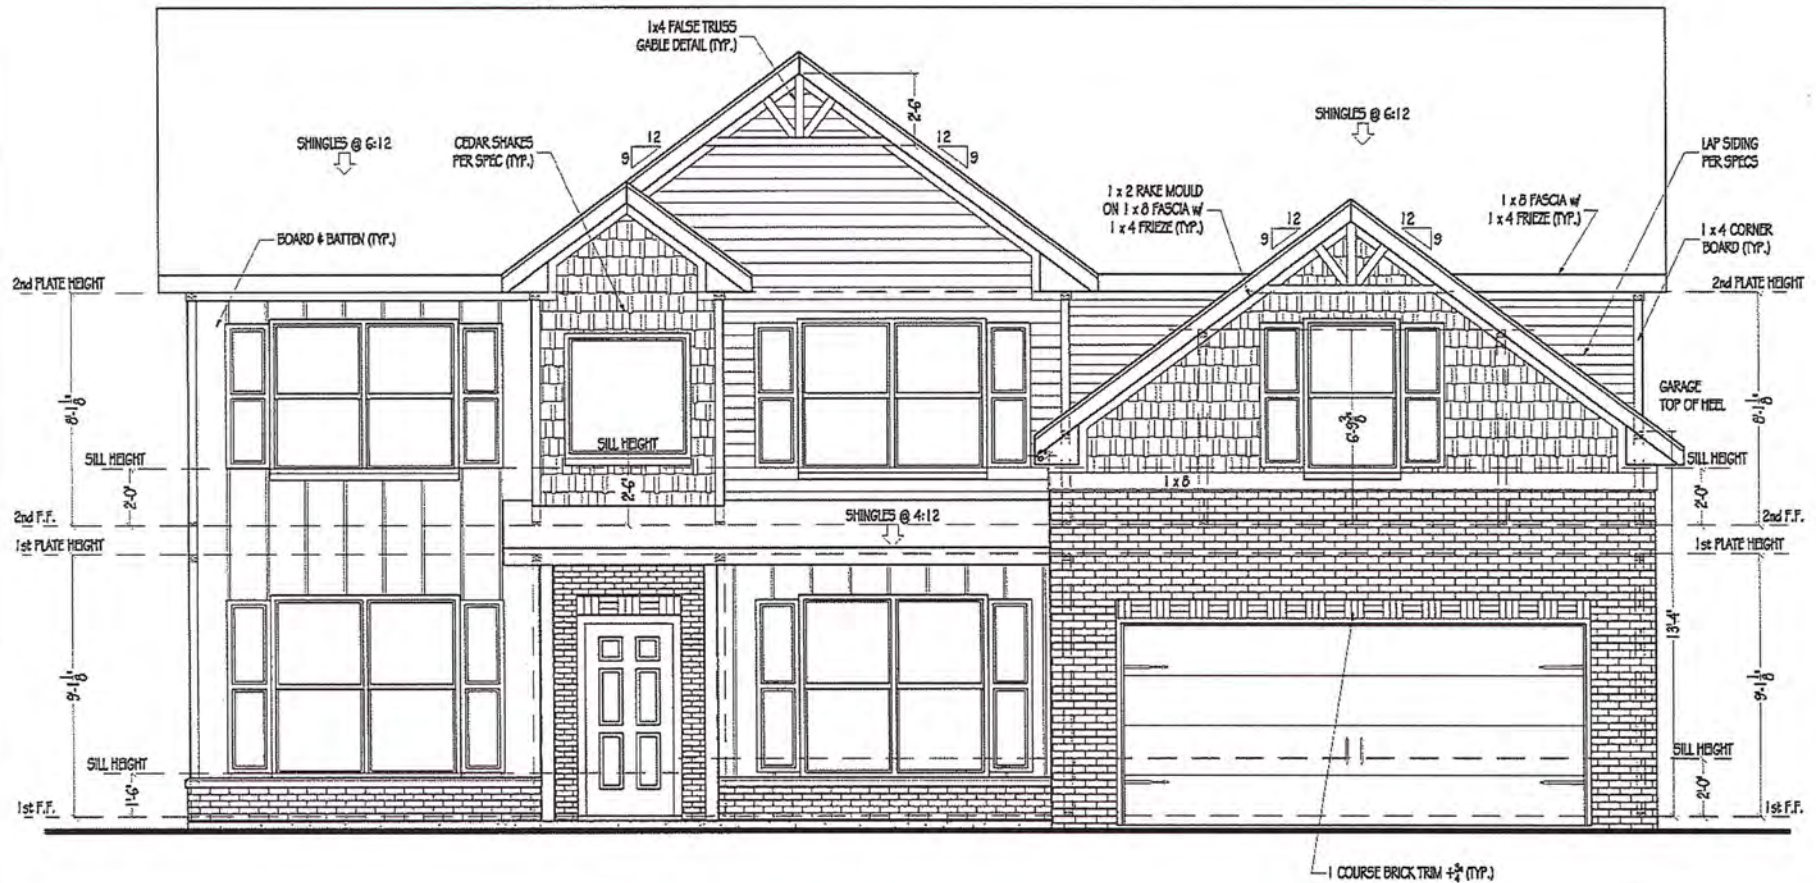 1x4 FALSE TRUSS
GABLE DETAIL (TYP.)
2'-6"
SHINGLES @ 6:12
CEDAR SHAKES
PER SPEC (TYP.)
12
9
12
9
SHINGLES @ 6:12
LAP SIDING
PER SPECS
1 x 2 RAKE MOULD
ON 1 x 8 FASCIA w/
1 x 4 FRIEZE (TYP.)
12
9
12
9
1 x 8 FASCIA w/
1 x 4 FRIEZE (TYP.)
1 x 4 CORNER
BOARD (TYP.)
BOARD & BATTEN (TYP.)
2nd PLATE HEIGHT
2nd PLATE HEIGHT
8'-1 1/8"
GARAGE
TOP OF HEEL
8'-1 1/8"
SILL HEIGHT
SILL HEIGHT
SILL HEIGHT
2'-0"
2'-6"
6"
1 x 8
2'-0"
2nd F.F.
SHINGLES @ 4:12
2nd F.F.
1st PLATE HEIGHT
1st PLATE HEIGHT
9'-1 1/8"
13'-4"
9'-1 1/8"
SILL HEIGHT
SILL HEIGHT
1'-6"
2'-0"
1st F.F.
1st F.F.
1 COURSE BRICK TRIM +3/4" (TYP.)